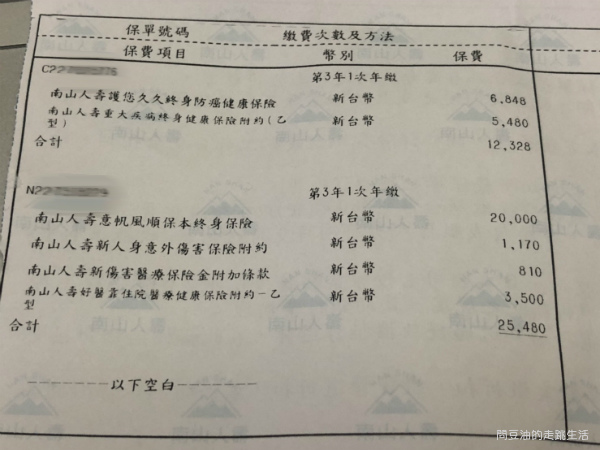 保單號碼 繳費次數及方法
保費項目 幣別 保費
C22 第3年1次年繳
南山人壽護您久久終身防癌健康保險 新台幣 6,848
南山人壽重大疾病終身健康保險附約(乙 新台幣 5,480
型)
合計 12,328
N22 第3年1次年繳
南山人壽意帆風順保本終身保險 新台幣 20,000
南山人壽新人身意外傷害保險附約 新台幣 1,170
南山人壽新傷害醫療保險金附加條款 新台幣 810
南山人壽好醫靠住院醫療健康保險附約－乙 新台幣 3,500
型
合計 25,480
--------以下空白--------
問豆油的走跳生活